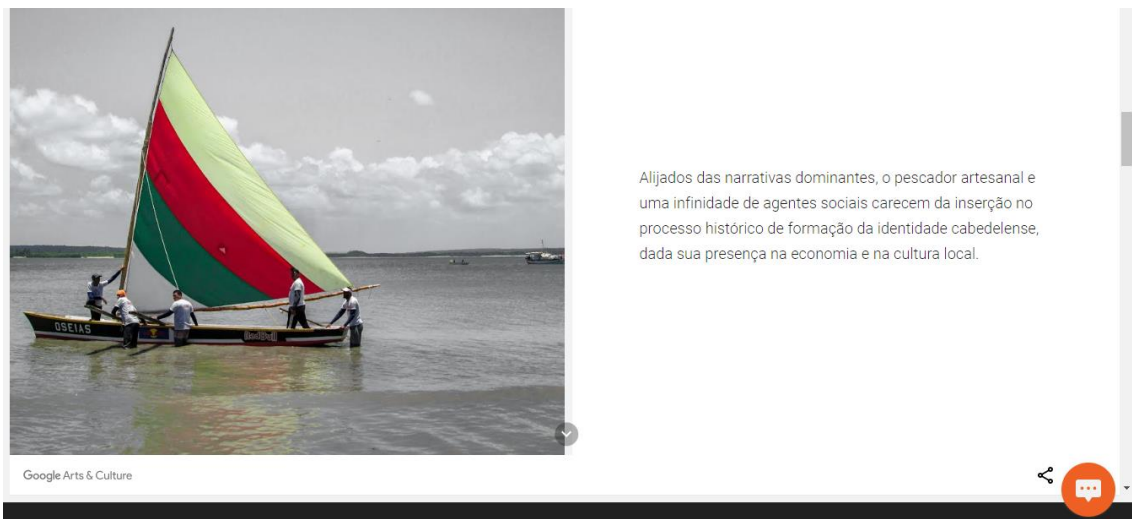 Alijados das narrativas dominantes, o pescador artesanal e
uma infinidade de agentes sociais carecem da inserção no
processo histórico de formação da identidade cabedelense,
dada sua presença na economia e na cultura local.
OSEIAS
Google Arts & Culture